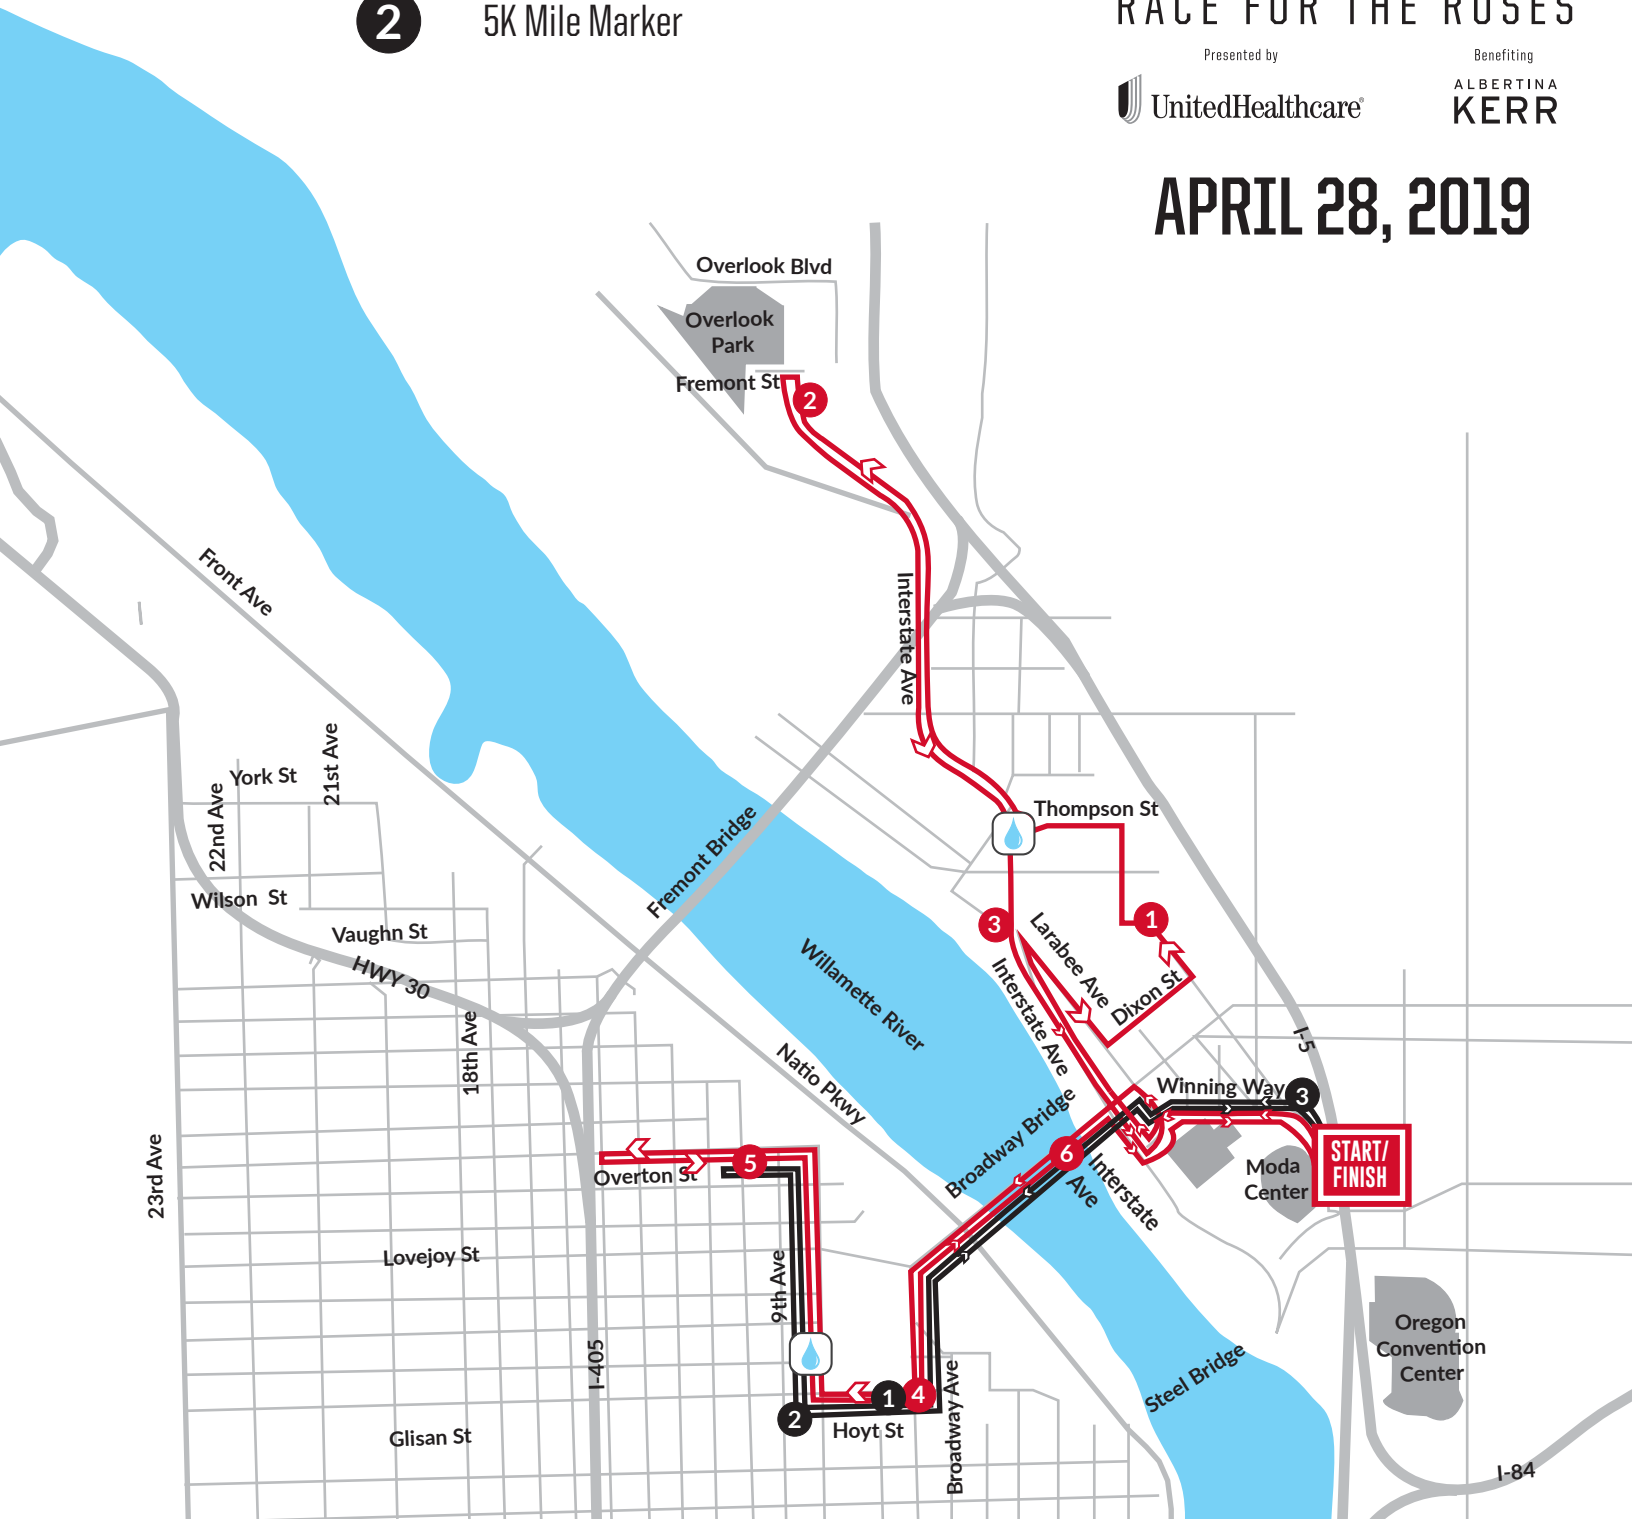 2 5K Mile Marker
RACE FOR THE ROSES
Presented by
Benefiting
UnitedHealthcare®
ALBERTINA
KERR
APRIL 28, 2019
Overlook Blvd
Overlook
Park
Fremont St
2
Interstate Ave
Front Ave
Thompson St
21st Ave
York St
22nd Ave
Fremont Bridge
Wilson St
Vaughn St
HWY 30
3
1
Larabee Ave
Dixon St
Interstate Ave
Willamette River
18th Ave
Natio Pkwy
I-5
Winning Way
3
Broadway Bridge
6
Interstate
Ave
START/
FINISH
Moda
Center
23rd Ave
5
Overton St
Lovejoy St
9th Ave
I-405
1
4
2
Hoyt St
Broadway Ave
Glisan St
Steel Bridge
Oregon
Convention
Center
I-84